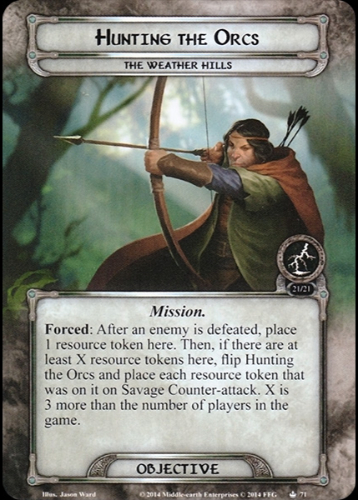 Hunting the Orcs
The Weather Hills
21/21
Mission.
Forced: After an enemy is defeated, place
1 resource token here. Then, if there are
at least X resource tokens here, flip Hunting
the Orcs and place each resource token
that was on it on Savage Counter-attack. X is
3 more than the number of players in the
game.
Objective
Illus. Jason Ward
©2014 Middle-earth Enterprises © 2014 FFG
71